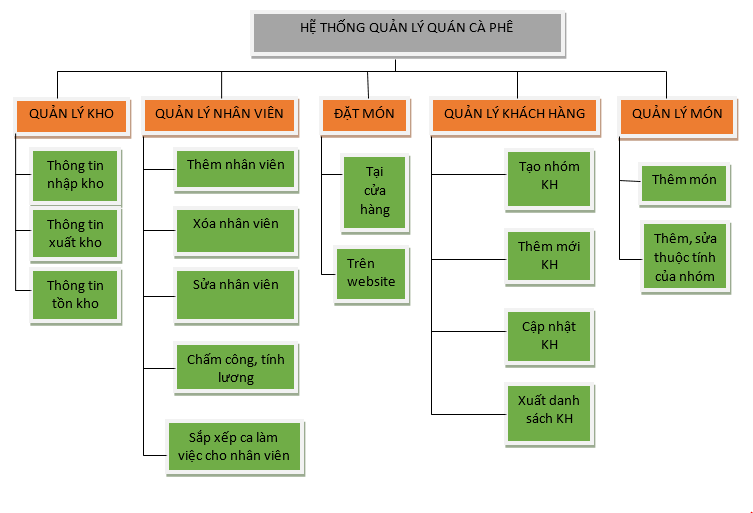 HỆ THỐNG QUẢN LÝ QUÁN CÀ PHÊ
QUẢN LÝ KHO
Thông tin
nhập kho
Thông tin
xuất kho
Thông tin
tồn kho
QUẢN LÝ NHÂN VIÊN
Thêm nhân viên
Xóa nhân viên
Sửa nhân viên
Chấm công, tính
lương
Sắp xếp ca làm
việc cho nhân viên
ĐẶT MÓN
Tại
cửa
hàng
Trên
website
QUẢN LÝ KHÁCH HÀNG
Tạo nhóm
KH
Thêm mới
KH
Cập nhật
KH
Xuất danh
sách KH
QUẢN LÝ MÓN
Thêm món
Thêm, sửa
thuộc tính
của nhóm